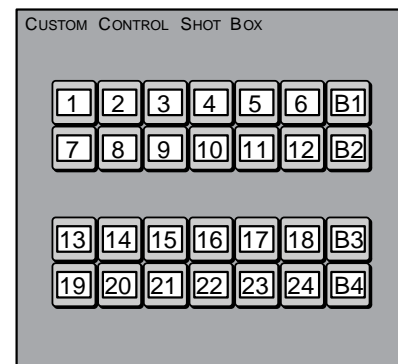 CUSTOM CONTROL SHOT BOX
1 2 3 4 5 6 B1
7 8 9 10 11 12 B2
13 14 15 16 17 18 B3
19 20 21 22 23 24 B4